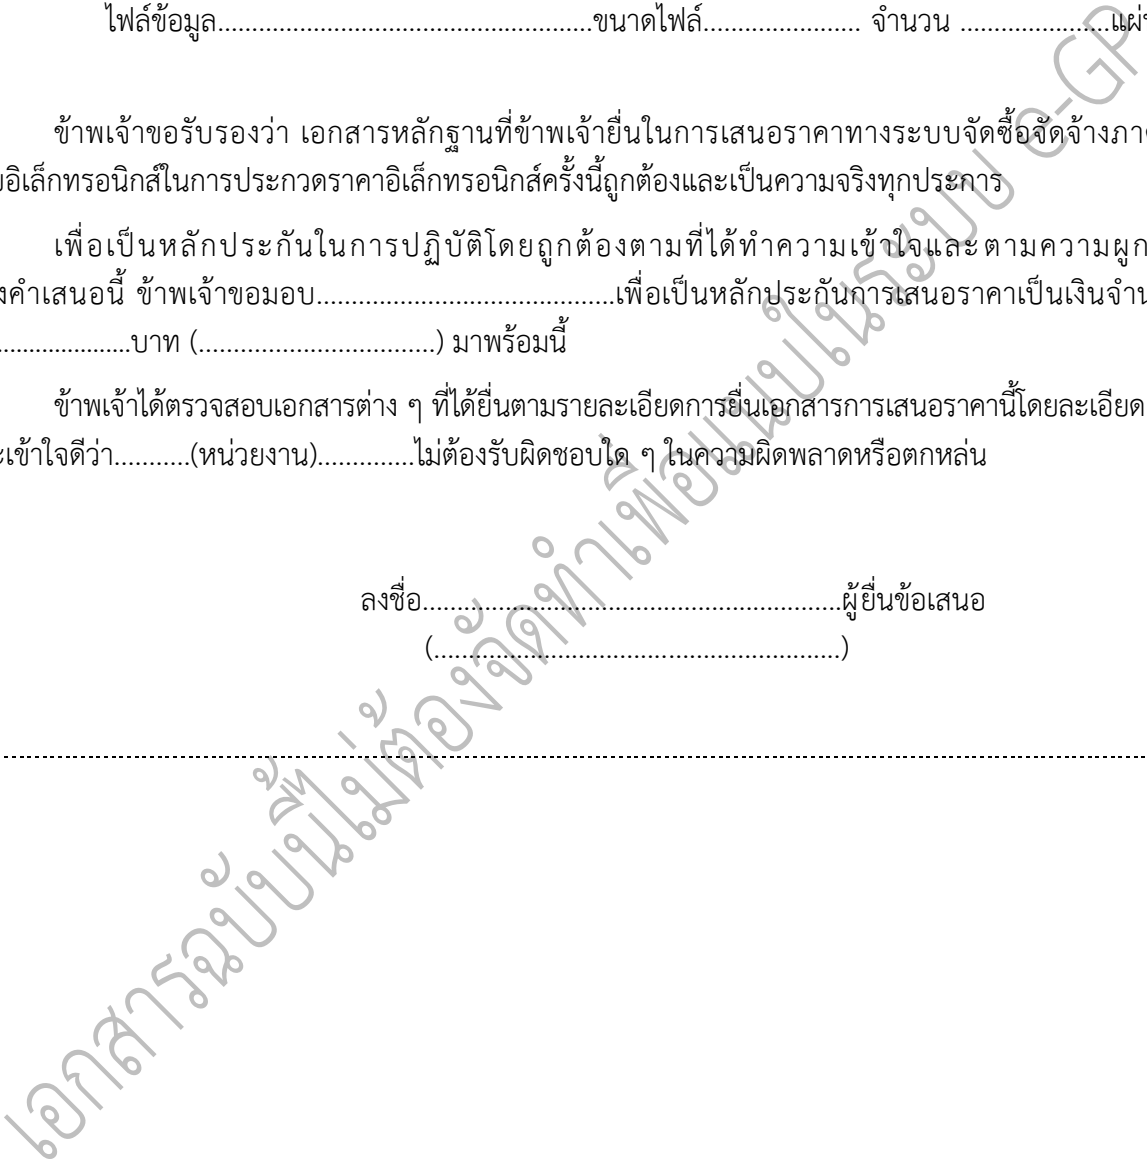 ไฟล์ข้อมูล......................................................ขนาดไฟล์....................... จำนวน ......................แผ่
ข้าพเจ้าขอรับรองว่า เอกสารหลักฐานที่ข้าพเจ้ายื่นในการเสนอราคาทางระบบจัดซื้อจัดจ้างภา
อิเล็กทรอนิกส์ในการประกวดราคาอิเล็กทรอนิกส์ครั้งนี้ถูกต้องและเป็นความจริงทุกประการ
เพื่อเป็นหลักประกันในการปฏิบัติโดยถูกต้องตามที่ได้ทำความเข้าใจและตามความผูก
งคำเสนอนี้ ข้าพเจ้าขอมอบ...........................................เพื่อเป็นหลักประกันการเสนอราคาเป็นเงินจำน
......................บาท (..................................) มาพร้อมนี้
ข้าพเจ้าได้ตรวจสอบเอกสารต่าง ๆ ที่ได้ยื่นตามรายละเอียดการยื่นเอกสารการเสนอราคานี้โดยละเอียด
ะเข้าใจดีว่า...........(หน่วยงาน)..............ไม่ต้องรับผิดชอบใด ๆ ในความผิดพลาดหรือตกหล่น
ลงชื่อ.............................................................ผู้ยื่นข้อเสนอ
(...........................................................)
เอกสารฉบับนี้ไม่ต้องจัดทำเพื่อแนบในระบบ e-GP